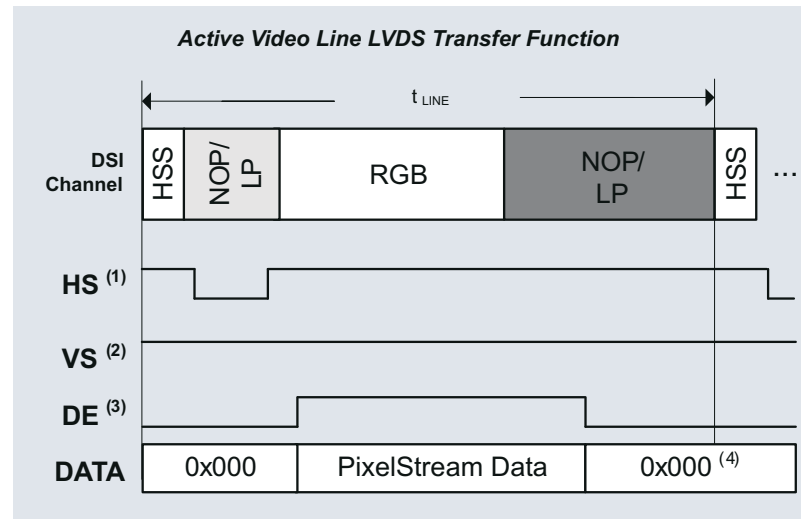 Active Video Line LVDS Transfer Function
t LINE
DSI
Channel
HSS
NOP/
LP
RGB
NOP/
LP
HSS
...
HS (1)
VS (2)
DE (3)
DATA
0x000
PixelStream Data
0x000 (4)